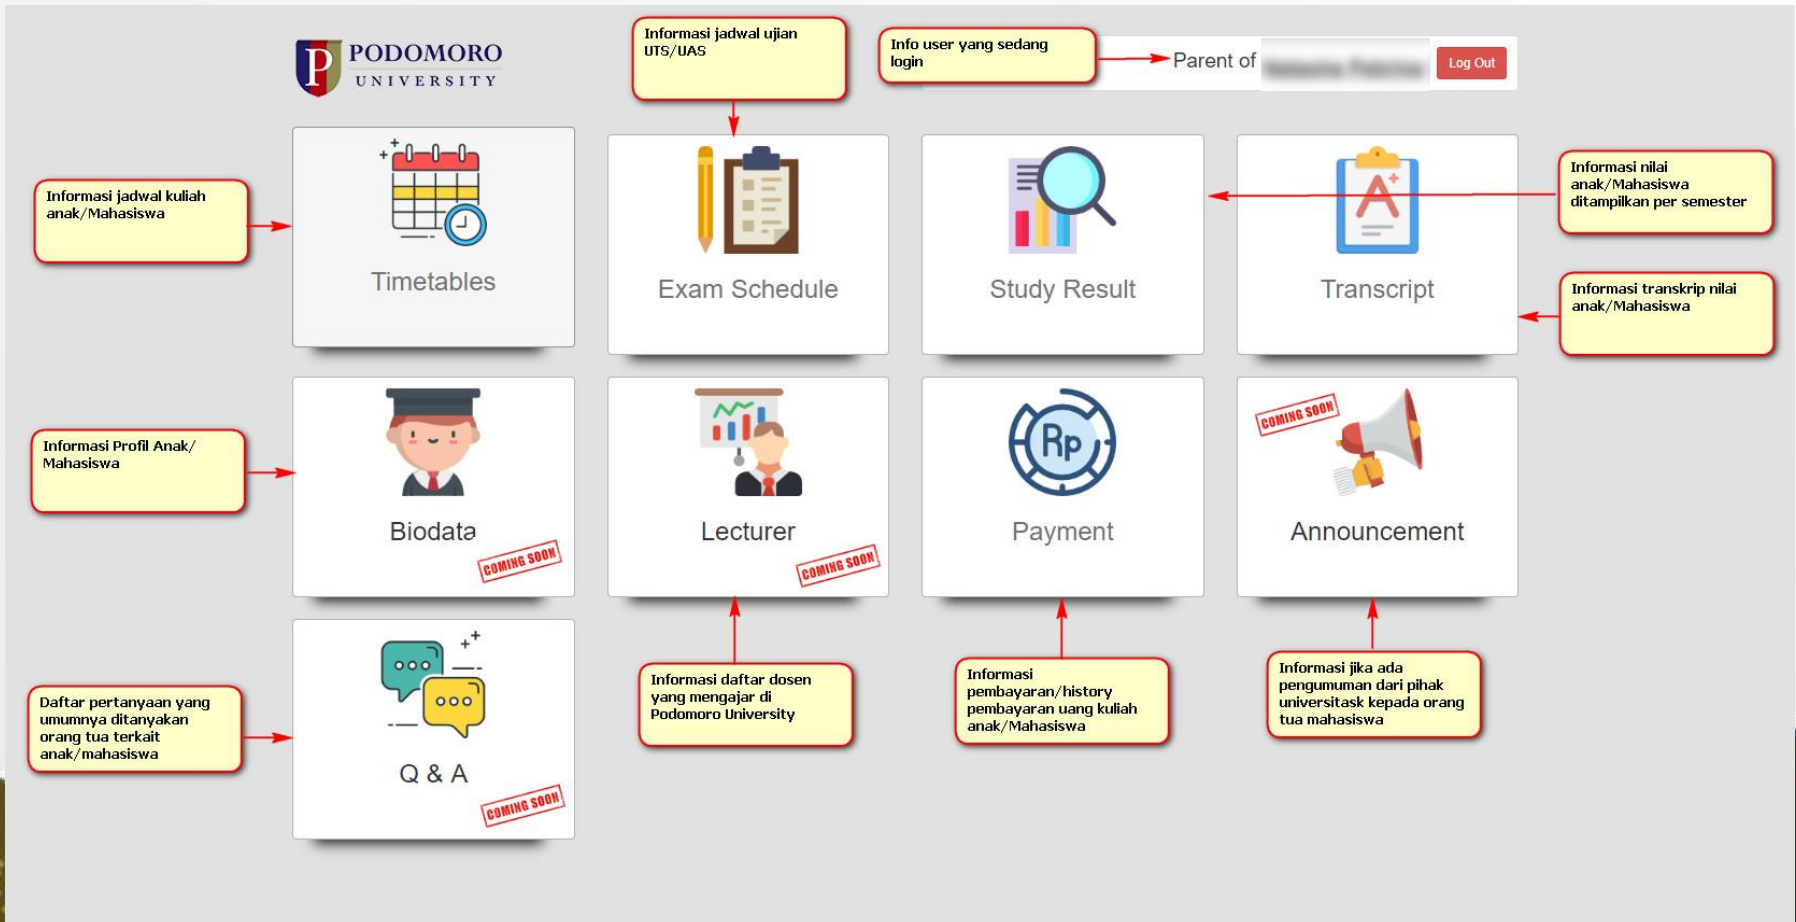 PODOMORO
UNIVERSITY
Informasi jadwal ujian
UTS/UAS
Info user yang sedang
login
Parent of
Log Out
Informasi jadwal kuliah
anak/Mahasiswa
Timetables
Exam Schedule
Study Result
Transcript
Informasi nilai
anak/Mahasiswa
ditampilkan per semester
Informasi transkrip nilai
anak/Mahasiswa
Informasi Profil Anak/
Mahasiswa
Biodata
COMING SOON
Lecturer
COMING SOON
Rp
Payment
COMING SOON
Announcement
Daftar pertanyaan yang
umumnya ditanyakan
orang tua terkait
anak/mahasiswa
Q & A
COMING SOON
Informasi daftar dosen
yang mengajar di
Podomoro University
Informasi
pembayaran/history
pembayaran uang kuliah
anak/Mahasiswa
Informasi jika ada
pengumuman dari pihak
universitask kepada orang
tua mahasiswa